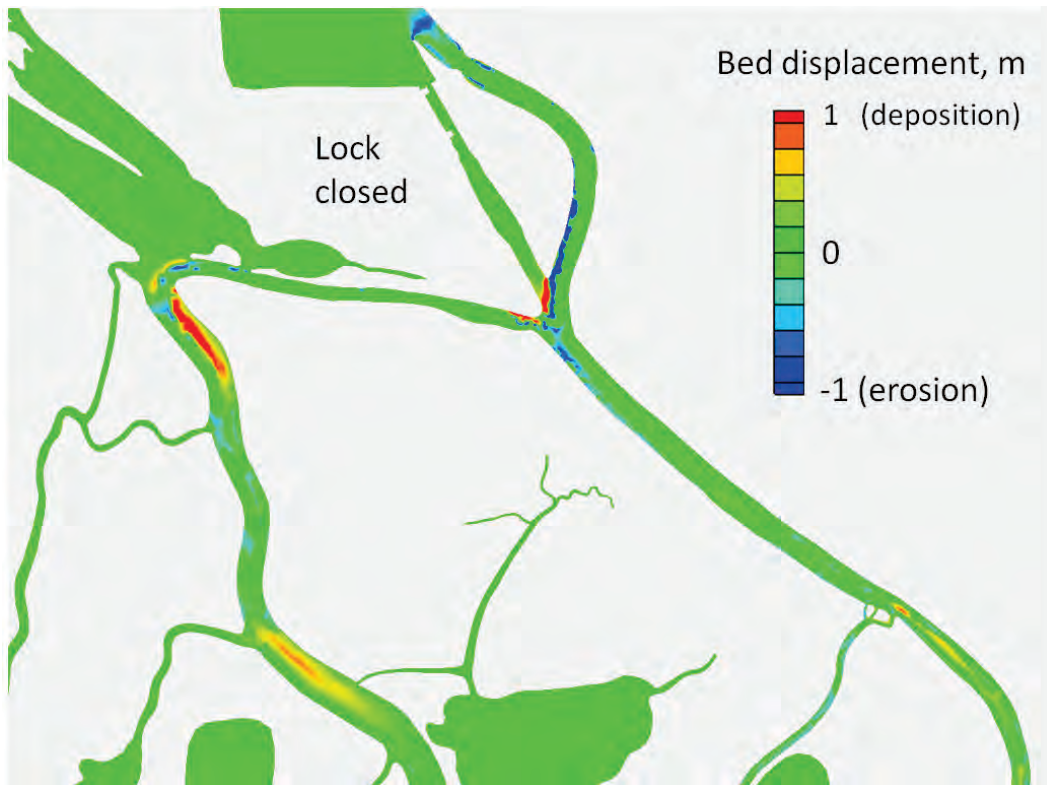 Bed displacement, m
1 (deposition)
Lock
closed
0
-1 (erosion)